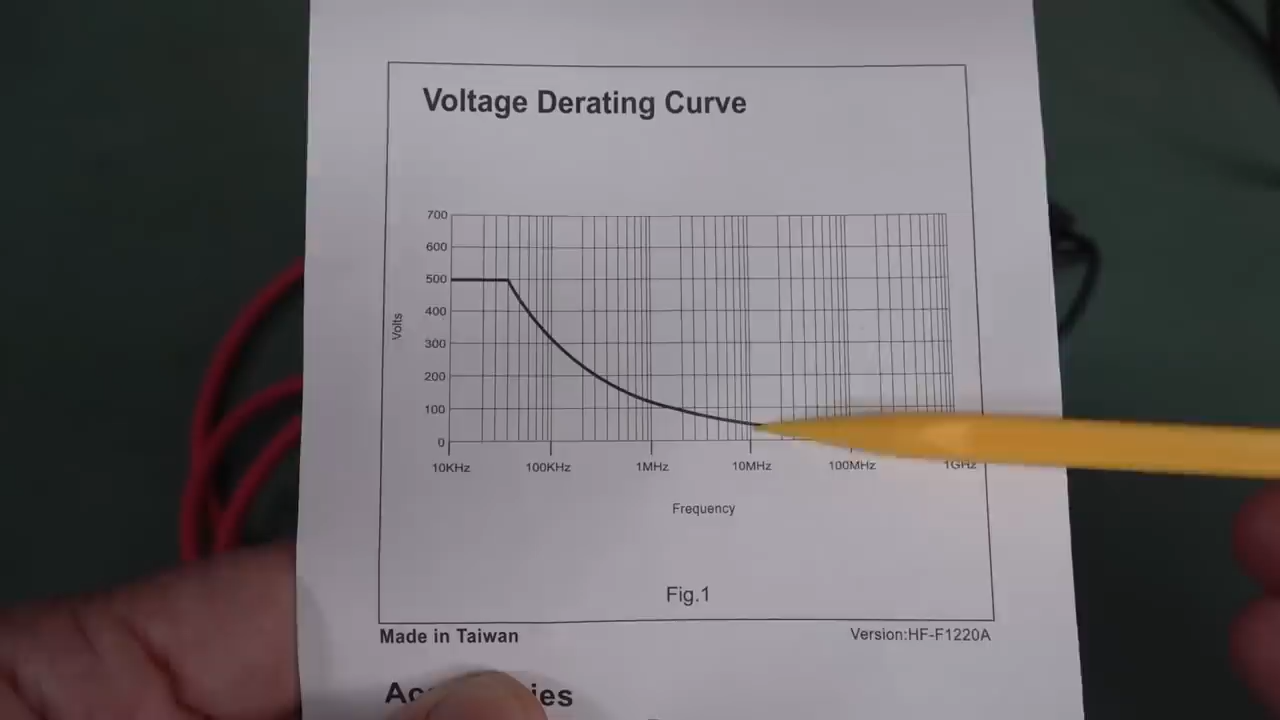 Voltage Derating Curve
700
600
500
400
300
200
100
0
Volts
10KHz 100KHz 1MHz 10MHz 100MHz 1GHz
Frequency
Fig.1
Made in Taiwan Version:HF-F1220A